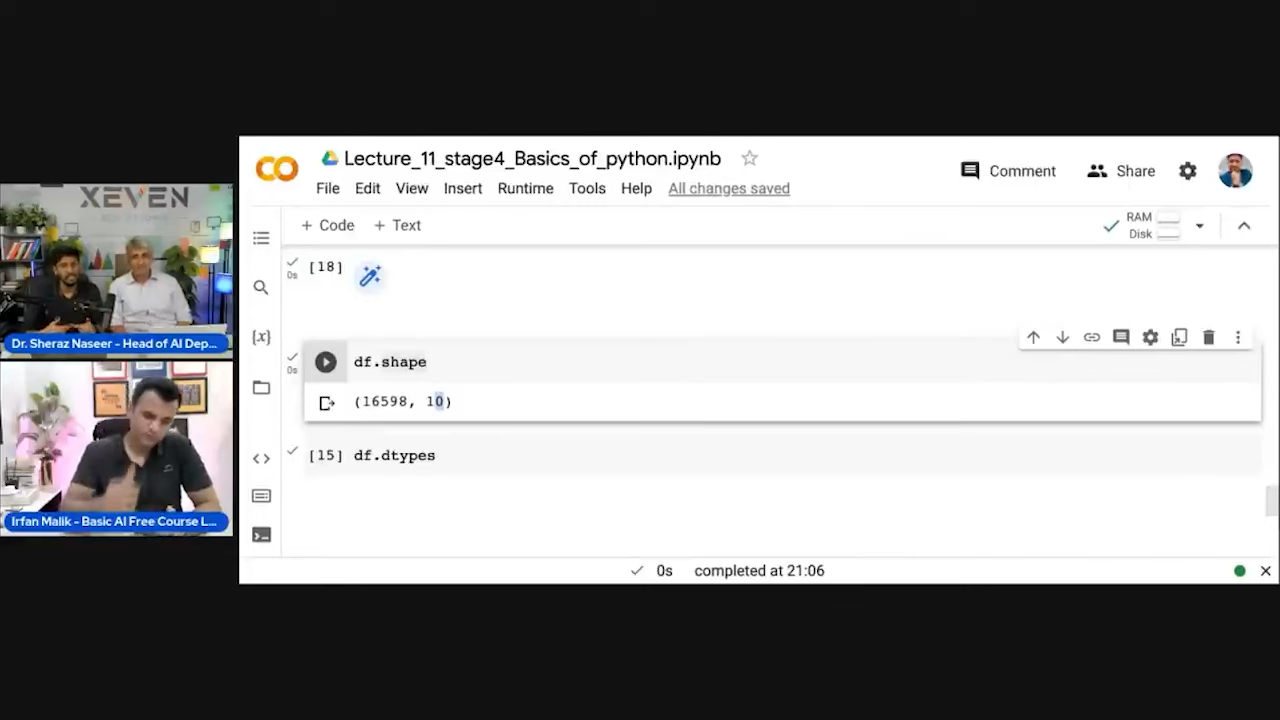 XEVEN
Dr. Sheraz Naseer - Head of AI Dep...
Irfan Malik - Basic AI Free Course L...
Lecture_11_stage4_Basics_of_python.ipynb
File Edit View Insert Runtime Tools Help All changes saved
Comment Share
+ Code + Text
RAM
Disk
0s [18]
{x}
0s df.shape
(16598, 10)
[15] df.dtypes
0s completed at 21:06